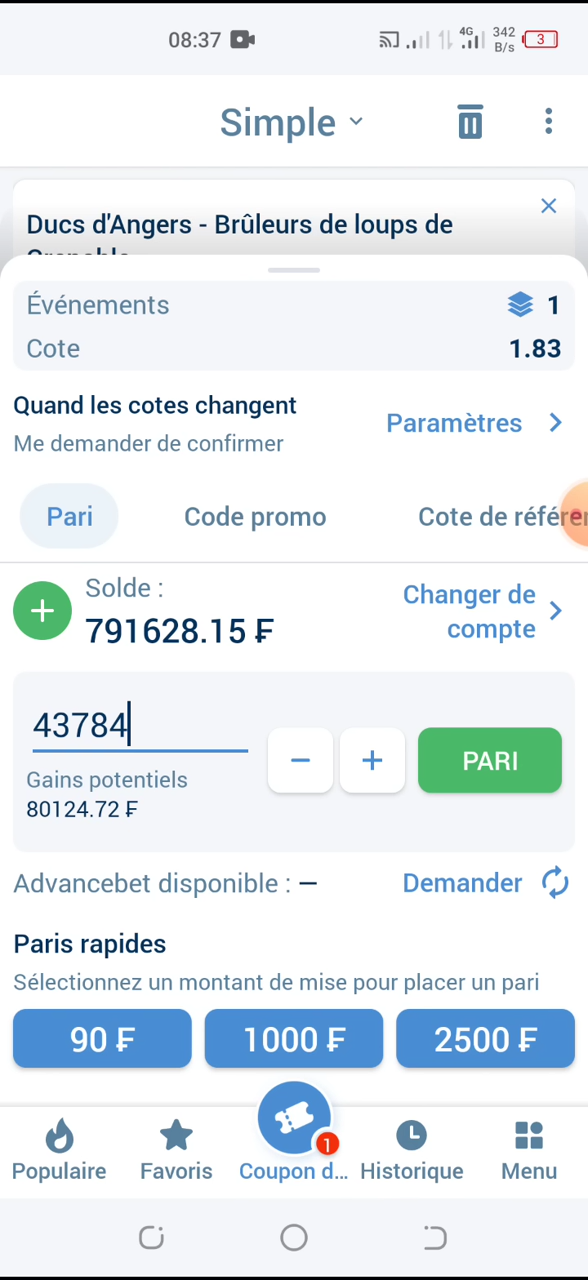 08:37
4G
342
B/s
3
Simple
Ducs d'Angers - Brûleurs de loups de
Événements
1
Cote
1.83
Quand les cotes changent
Me demander de confirmer
Paramètres
Pari
Code promo
Cote de référe
Solde :
791628.15 ₣
Changer de
compte
43784
Gains potentiels
80124.72 ₣
PARI
Advancebet disponible : —
Demander
Paris rapides
Sélectionnez un montant de mise pour placer un pari
90 ₣
1000 ₣
2500 ₣
1
Populaire
Favoris
Coupon d...
Historique
Menu